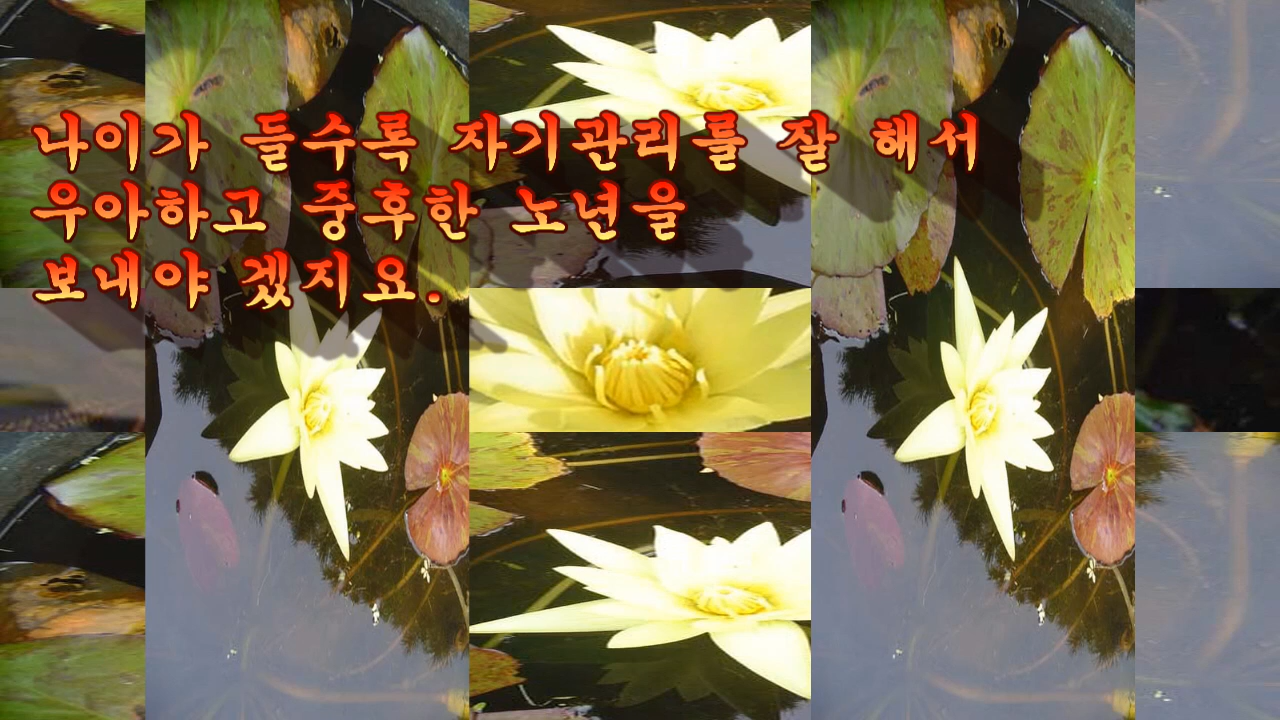 나이가 들수록 자기관리를 잘 해서
우아하고 중후한 노년을
보내야 겠지요.